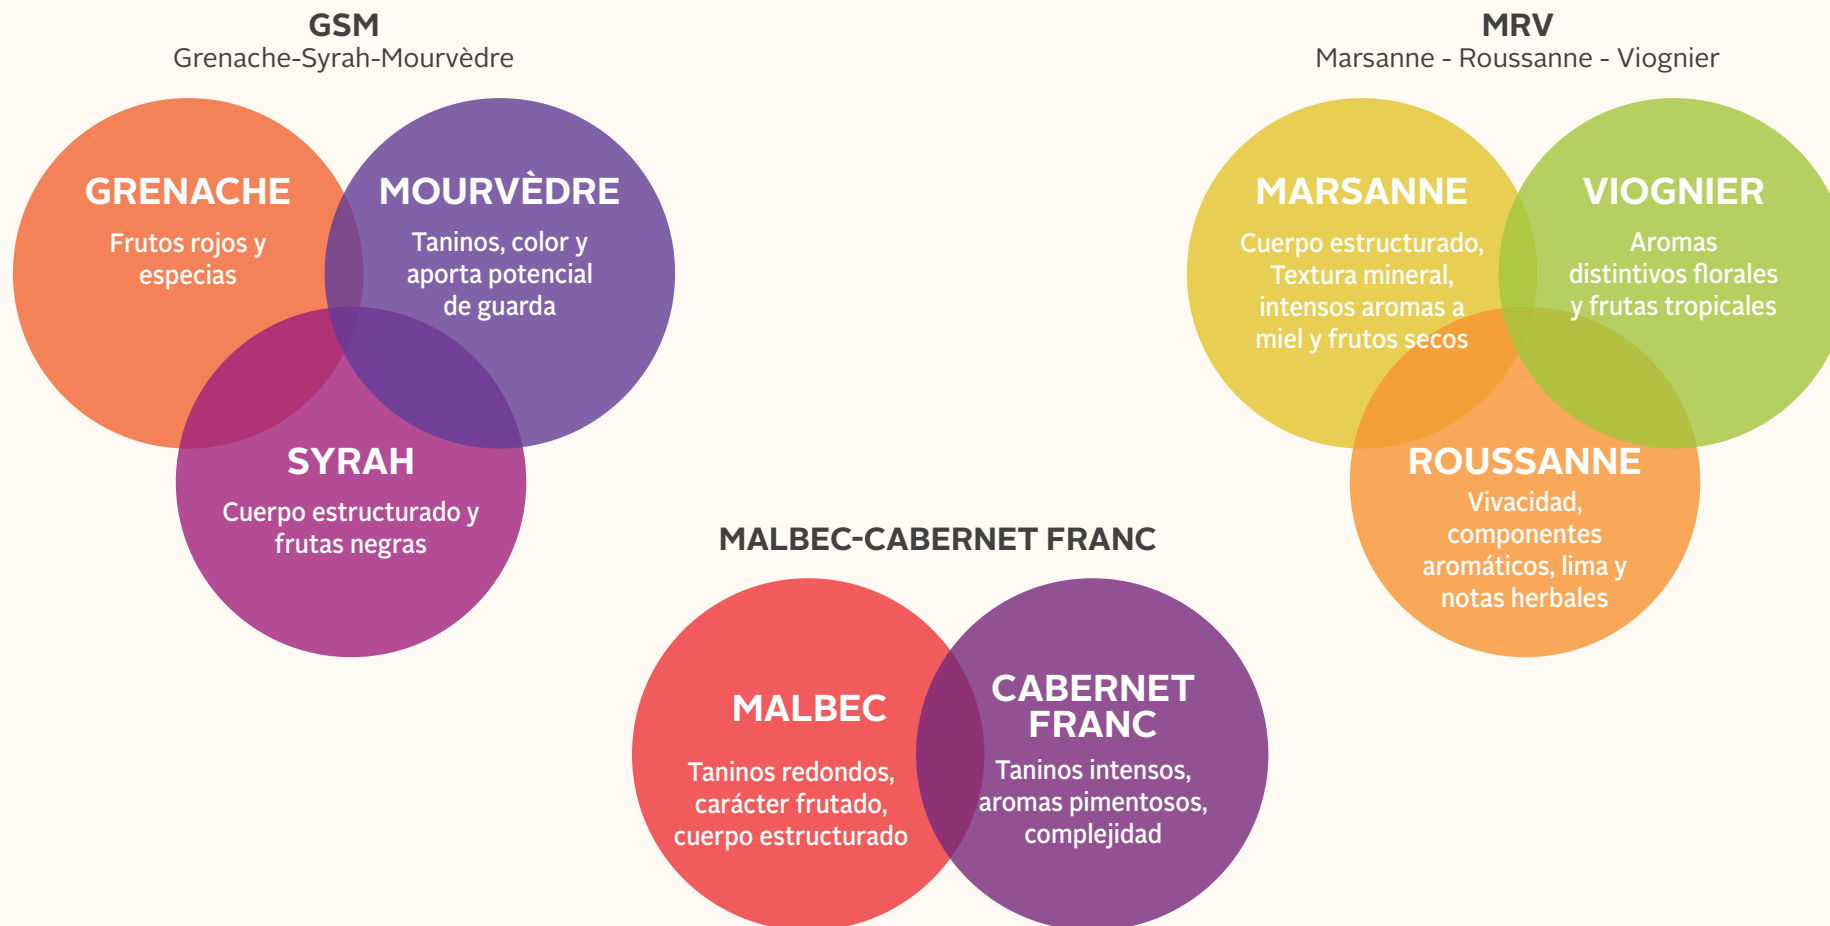 GSM
Grenache-Syrah-Mourvèdre
GRENACHE
Frutos rojos y
especias
MOURVÈDRE
Taninos, color y
aporta potencial
de guarda
SYRAH
Cuerpo estructurado y
frutas negras
MRV
Marsanne - Roussanne - Viognier
MARSANNE
Cuerpo estructurado,
Textura mineral,
intensos aromas a
miel y frutos secos
VIOGNIER
Aromas
distintivos florales
y frutas tropicales
ROUSSANNE
Vivacidad,
componentes
aromáticos, lima y
notas herbales
MALBEC-CABERNET FRANC
MALBEC
Taninos redondos,
carácter frutado,
cuerpo estructurado
CABERNET
FRANC
Taninos intensos,
aromas pimentosos,
complejidad